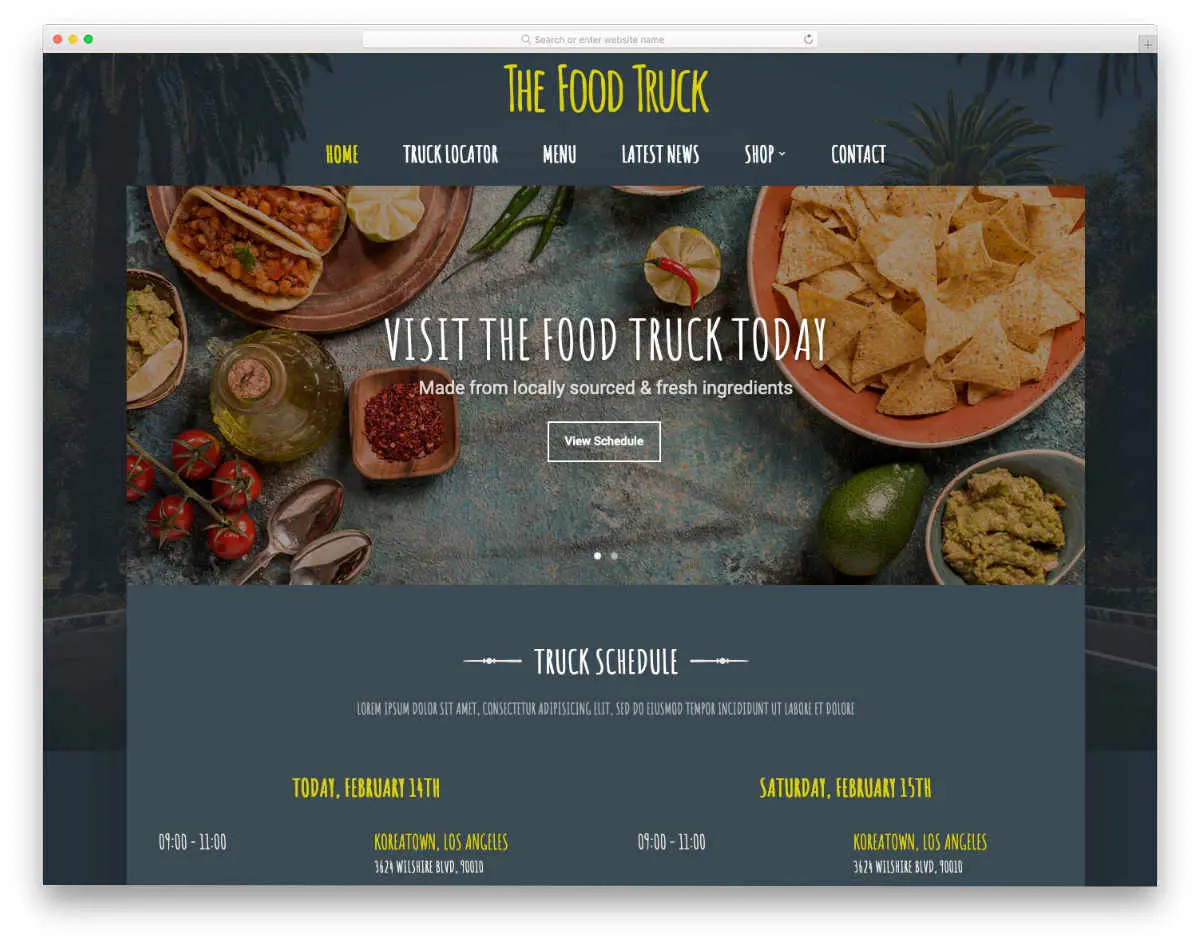 Search or enter website name
THE FOOD TRUCK
HOME TRUCK LOCATOR MENU LATEST NEWS SHOP CONTACT
VISIT THE FOOD TRUCK TODAY
Made from locally sourced & fresh ingredients
View Schedule
TRUCK SCHEDULE
LOREM IPSUM DOLOR SIT AMET, CONSECTETUR ADIPISICING ELIT, SED DO EIUSMOD TEMPOR INCIDIDUNT UT LABORE ET DOLORE
TODAY, FEBRUARY 14TH SATURDAY, FEBRUARY 15TH
09:00 - 11:00 KOREATOWN, LOS ANGELES 09:00 - 11:00 KOREATOWN, LOS ANGELES
3624 WILSHIRE BLVD, 90010 3624 WILSHIRE BLVD, 90010